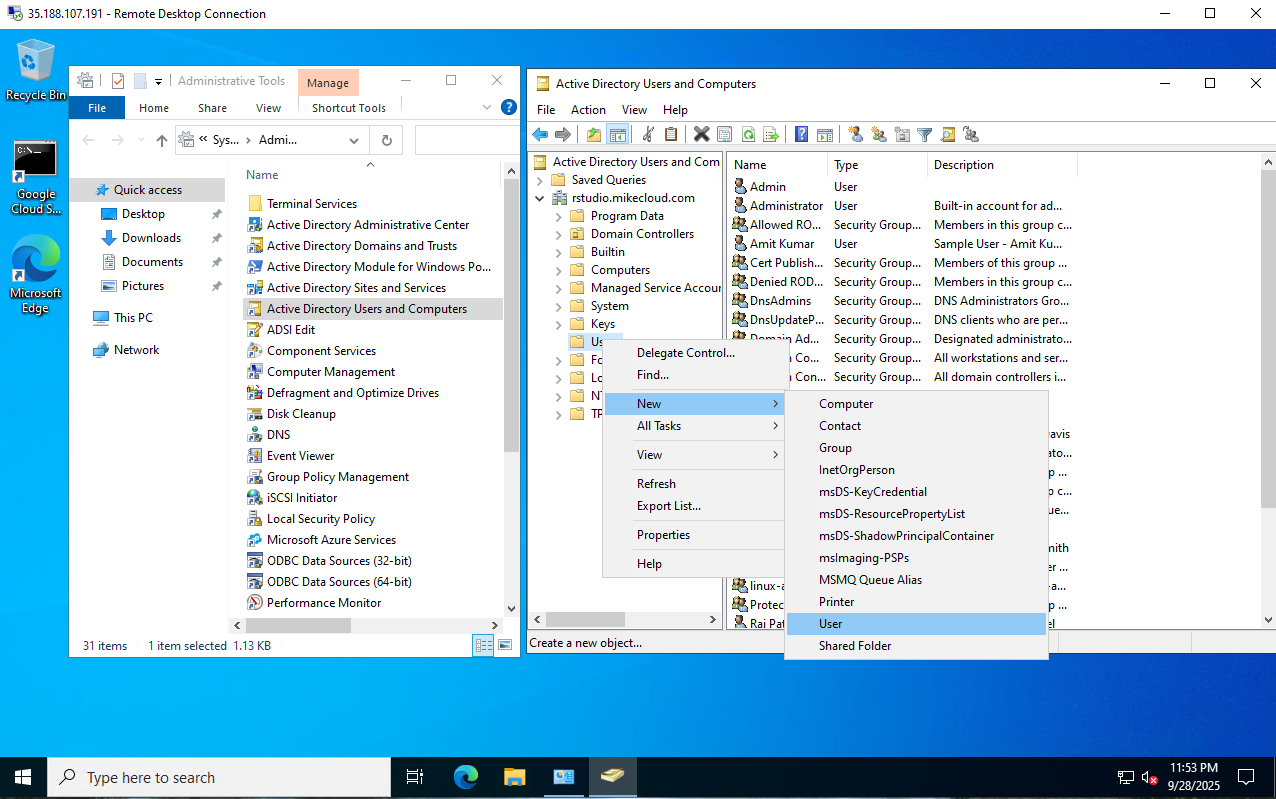 35.188.107.191 - Remote Desktop Connection
Recycle Bin
Google
Cloud S...
Microsoft
Edge
Administrative Tools
Manage
File
Home
Share
View
Shortcut Tools
« Sys... › Admi...
Quick access
Desktop
Downloads
Documents
Pictures
This PC
Network
Name
Terminal Services
Active Directory Administrative Center
Active Directory Domains and Trusts
Active Directory Module for Windows Po...
Active Directory Sites and Services
Active Directory Users and Computers
ADSI Edit
Component Services
Computer Management
Defragment and Optimize Drives
Disk Cleanup
DNS
Event Viewer
Group Policy Management
iSCSI Initiator
Local Security Policy
Microsoft Azure Services
ODBC Data Sources (32-bit)
ODBC Data Sources (64-bit)
Performance Monitor
31 items
1 item selected 1.13 KB
Active Directory Users and Computers
File Action View Help
Active Directory Users and Com
Saved Queries
rstudio.mikecloud.com
Program Data
Domain Controllers
Builtin
Computers
Managed Service Accour
System
Keys
Us
Fo
Lo
NT
TP
Name Type Description
Admin User
Administrator User Built-in account for ad...
Allowed RO... Security Group... Members in this group c...
Amit Kumar User Sample User - Amit Ku...
Cert Publish... Security Group... Members of this group ...
Denied ROD... Security Group... Members in this group c...
DnsAdmins Security Group... DNS Administrators Gro...
DnsUpdateP... Security Group... DNS clients who are per...
Domain Ad... Security Group... Designated administrato...
Co... Security Group... All workstations and ser...
Con... Security Group... All domain controllers i...
avis
ato...
p ...
p c...
ue...
mith
er ...
-a...
p ...
el
linux-a
Protec
Raj Pat
Delegate Control...
Find...
New
All Tasks
View
Refresh
Export List...
Properties
Help
Computer
Contact
Group
InetOrgPerson
msDS-KeyCredential
msDS-ResourcePropertyList
msDS-ShadowPrincipalContainer
msImaging-PSPs
MSMQ Queue Alias
Printer
User
Shared Folder
Create a new object...
Type here to search
11:53 PM
9/28/2025